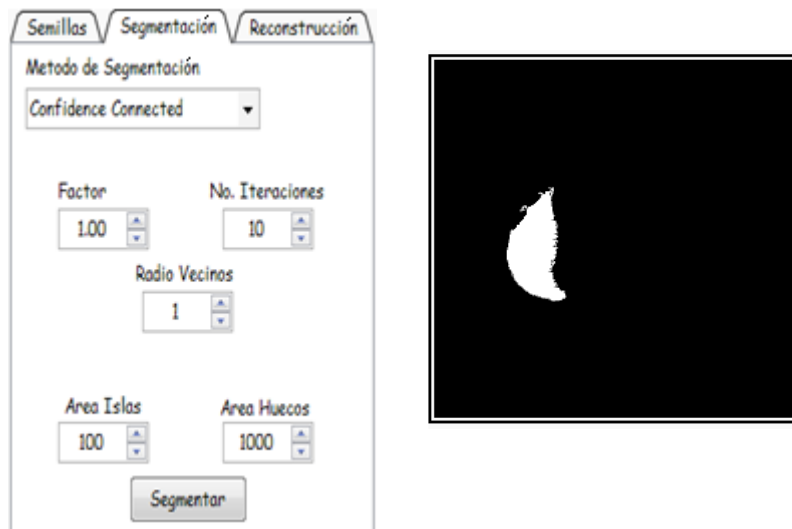 Semillas Segmentación Reconstrucción
Metodo de Segmentación
Confidence Connected
Factor No. Iteraciones
1.00 10
Radio Vecinos
1
Area Islas Area Huecos
100 1000
Segmentar